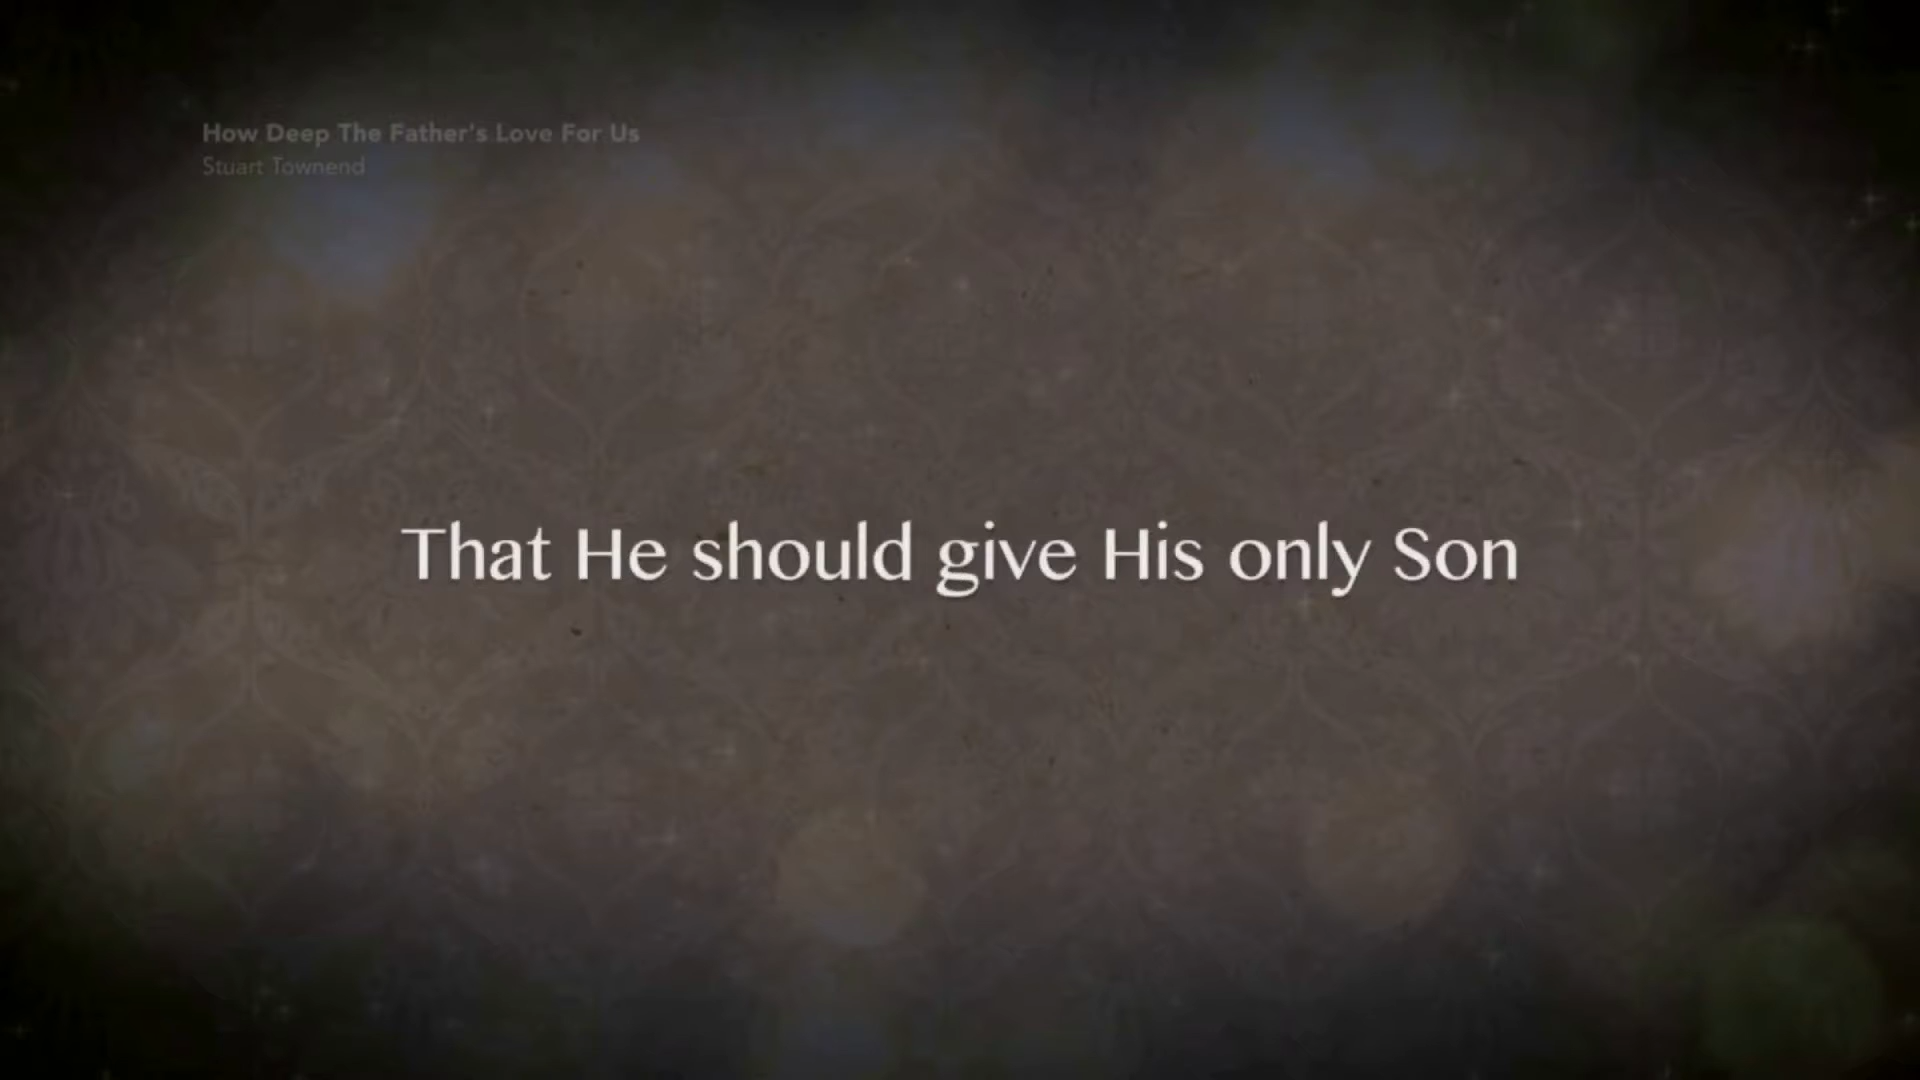 How Deep The Father's Love For Us
Stuart Townend
That He should give His only Son